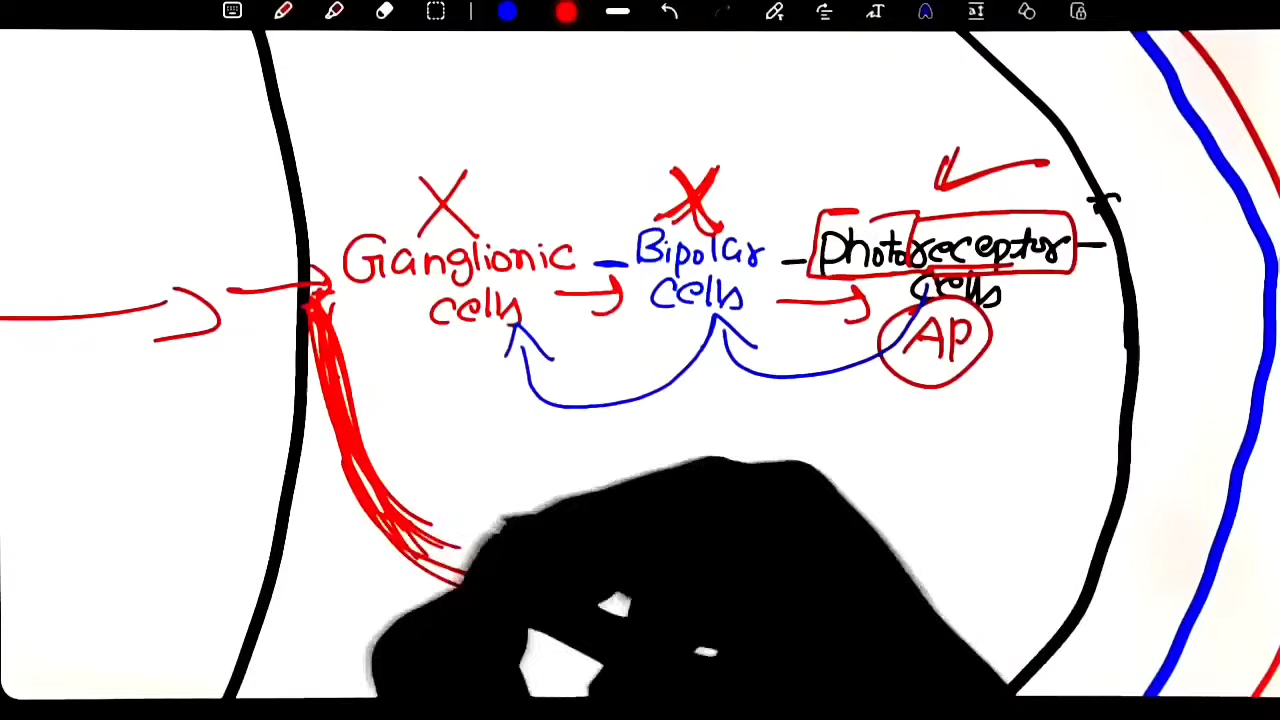 Ganglionic – Bipolar – photoreceptor –
cells cells cells
AP